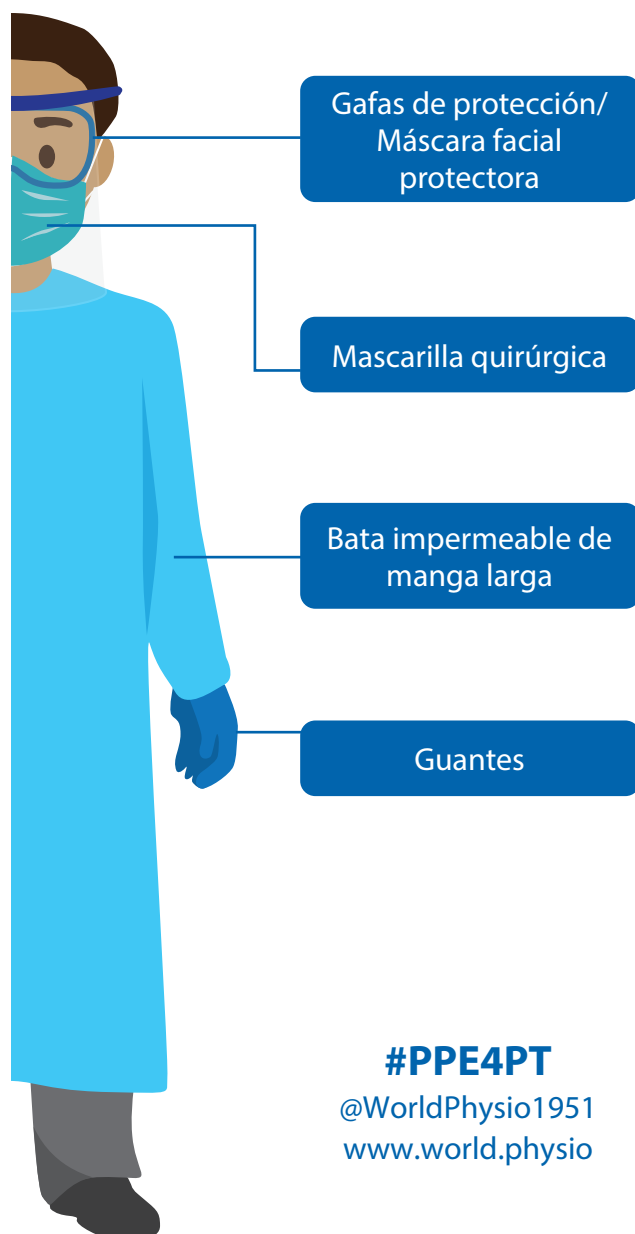 Gafas de protección/
Máscara facial
protectora
Mascarilla quirúrgica
Bata impermeable de
manga larga
Guantes
#PPE4PT
@WorldPhysio1951
www.world.physio